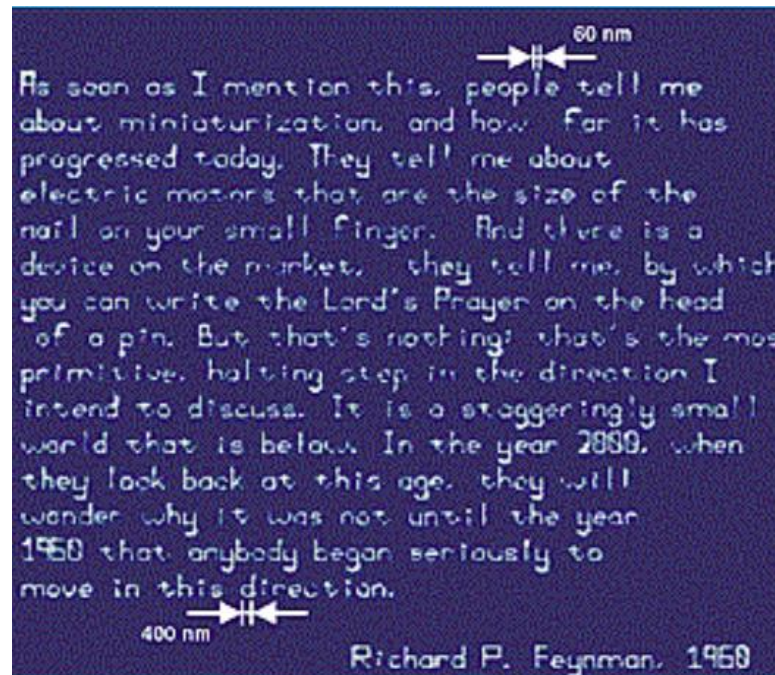 60 nm
As soon as I mention this, people tell me
about miniaturization, and how far it has
progressed today. They tell me about
electric motors that are the size of the
nail on your small finger. And there is a
device on the market, they tell me, by which
you can write the Lord's Prayer on the head
of a pin. But that's nothing; that's the mos
primitive, halting step in the direction I
intend to discuss. It is a staggeringly small
world that is below. In the year 2000, when
they look back at this age, they will
wonder why it was not until the year
1960 that anybody began seriously to
move in this direction.
400 nm
Richard P. Feynman, 1960